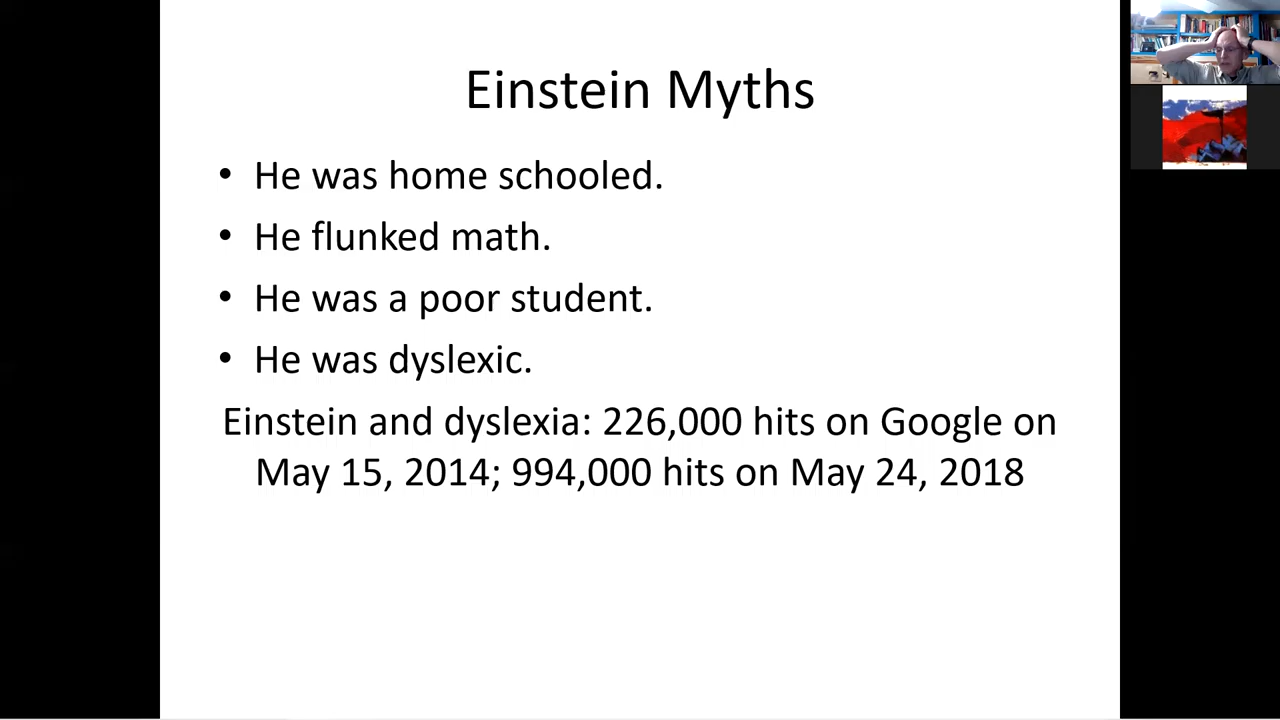 Einstein Myths
• He was home schooled.
• He flunked math.
• He was a poor student.
• He was dyslexic.
Einstein and dyslexia: 226,000 hits on Google on
May 15, 2014; 994,000 hits on May 24, 2018